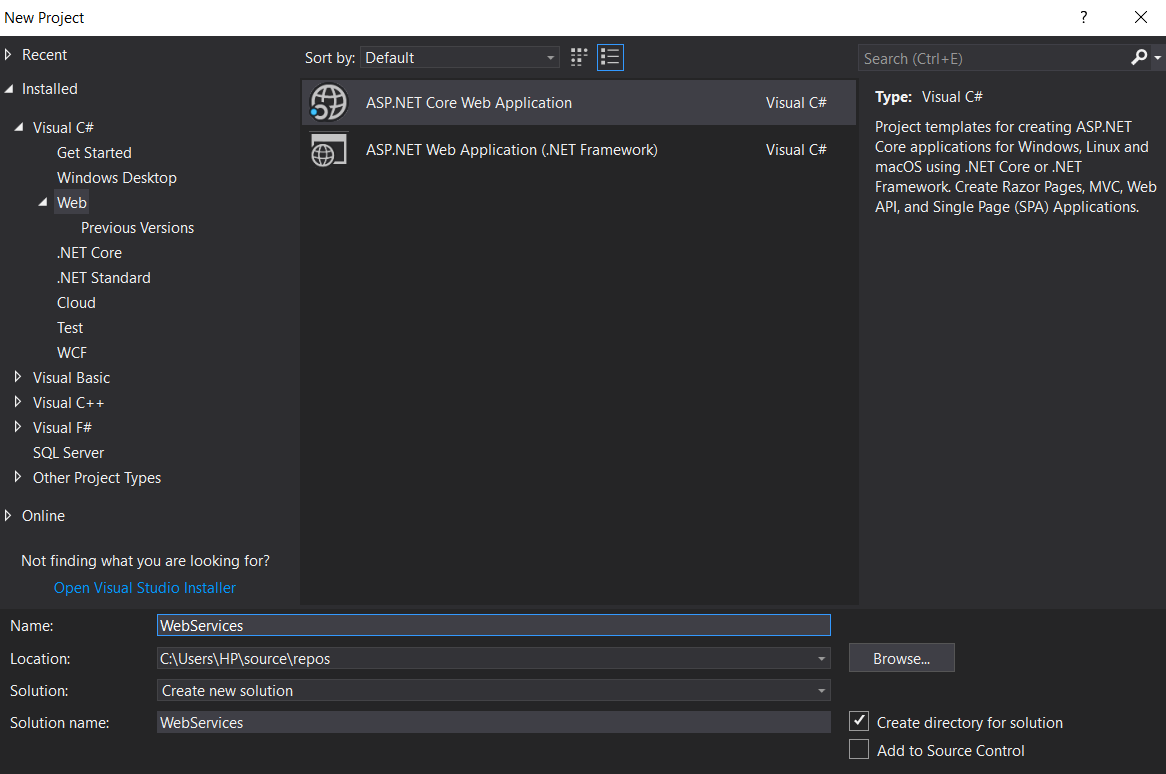 New Project
?
Recent
Installed
Visual C#
Get Started
Windows Desktop
Web
Previous Versions
.NET Core
.NET Standard
Cloud
Test
WCF
Visual Basic
Visual C++
Visual F#
SQL Server
Other Project Types
Online
Not finding what you are looking for?
Open Visual Studio Installer
Sort by: Default
ASP.NET Core Web Application Visual C#
ASP.NET Web Application (.NET Framework) Visual C#
Search (Ctrl+E)
Type: Visual C#
Project templates for creating ASP.NET
Core applications for Windows, Linux and
macOS using .NET Core or .NET
Framework. Create Razor Pages, MVC, Web
API, and Single Page (SPA) Applications.
Name: WebServices
Location: C:\Users\HP\source\repos Browse...
Solution: Create new solution
Solution name: WebServices
Create directory for solution
Add to Source Control